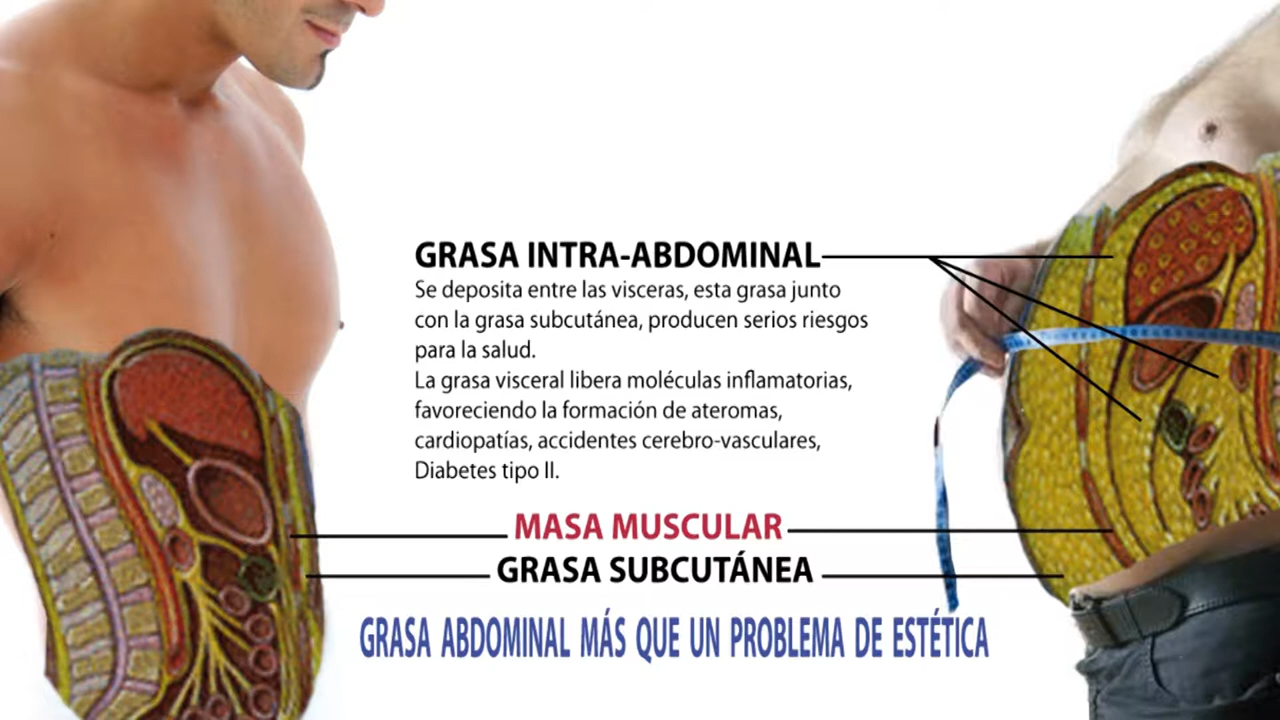 GRASA INTRA-ABDOMINAL
Se deposita entre las visceras, esta grasa junto
con la grasa subcutánea, producen serios riesgos
para la salud.
La grasa visceral libera moléculas inflamatorias,
favoreciendo la formación de ateromas,
cardiopatías, accidentes cerebro-vasculares,
Diabetes tipo II.
MASA MUSCULAR
GRASA SUBCUTÁNEA
GRASA ABDOMINAL MÁS QUE UN PROBLEMA DE ESTÉTICA